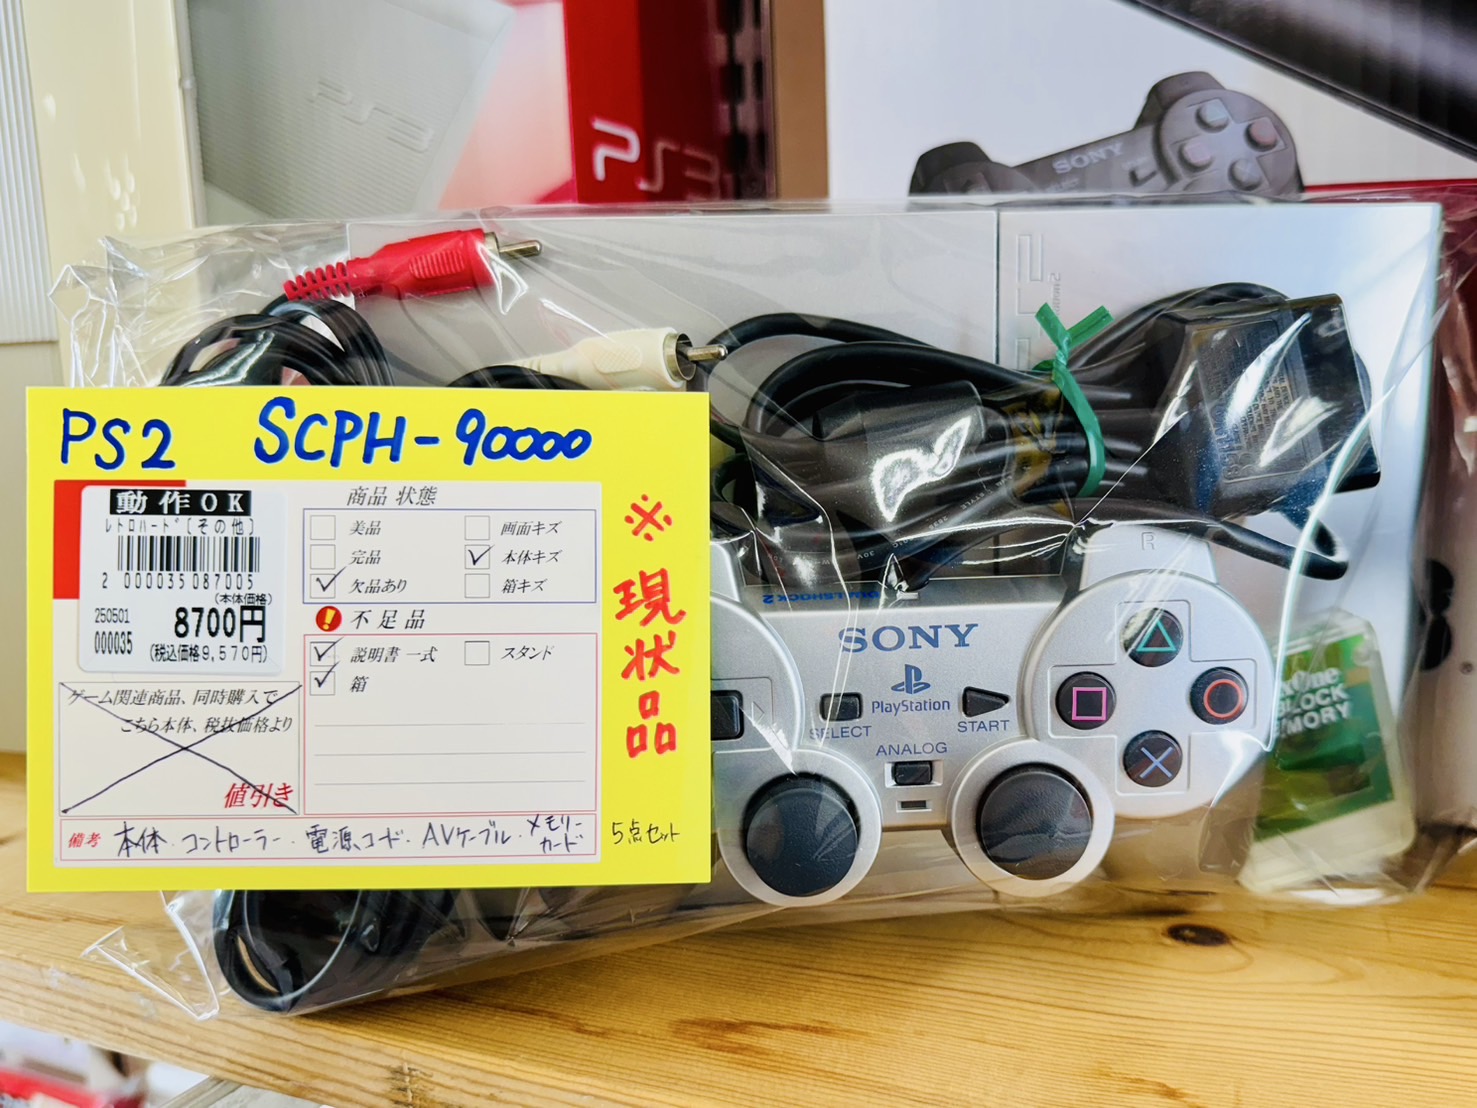 PS3
PS3
SONY
PS2 SCPH-90000
動作OK
レトロハード〔その他〕
2 000035 087005
(本体価格)
250501
8700円
000035
(税込価格9,570円)
商品 状態
美品
画面キズ
完品
本体キズ
欠品あり
箱キズ
不足品
説明書一式
スタンド
箱
ゲーム関連商品、同時購入で
こちら本体、税抜価格より
値引き
備考
本体・コントローラー・電源コード・AVケーブル・メモリーカード
5点セット
※現状品
DUALSHOCK 2
SONY
PlayStation
SELECT
START
ANALOG
R
MORY